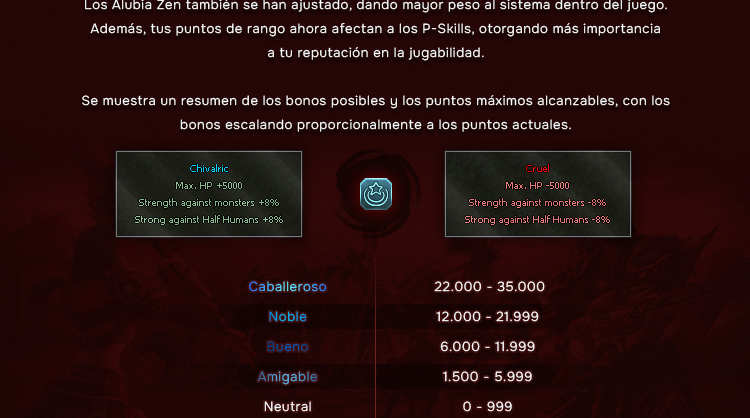 Los Alubia Zen también se han ajustado, dando mayor peso al sistema dentro del juego.
Además, tus puntos de rango ahora afectan a los P-Skills, otorgando más importancia
a tu reputación en la jugabilidad.
Se muestra un resumen de los bonos posibles y los puntos máximos alcanzables, con los
bonos escalando proporcionalmente a los puntos actuales.
Chivalric
Max. HP +5000
Strength against monsters +8%
Strong against Half Humans +8%
Cruel
Max. HP -5000
Strength against monsters -8%
Strong against Half Humans -8%
Caballeroso 22.000 - 35.000
Noble 12.000 - 21.999
Bueno 6.000 - 11.999
Amigable 1.500 - 5.999
Neutral 0 - 999